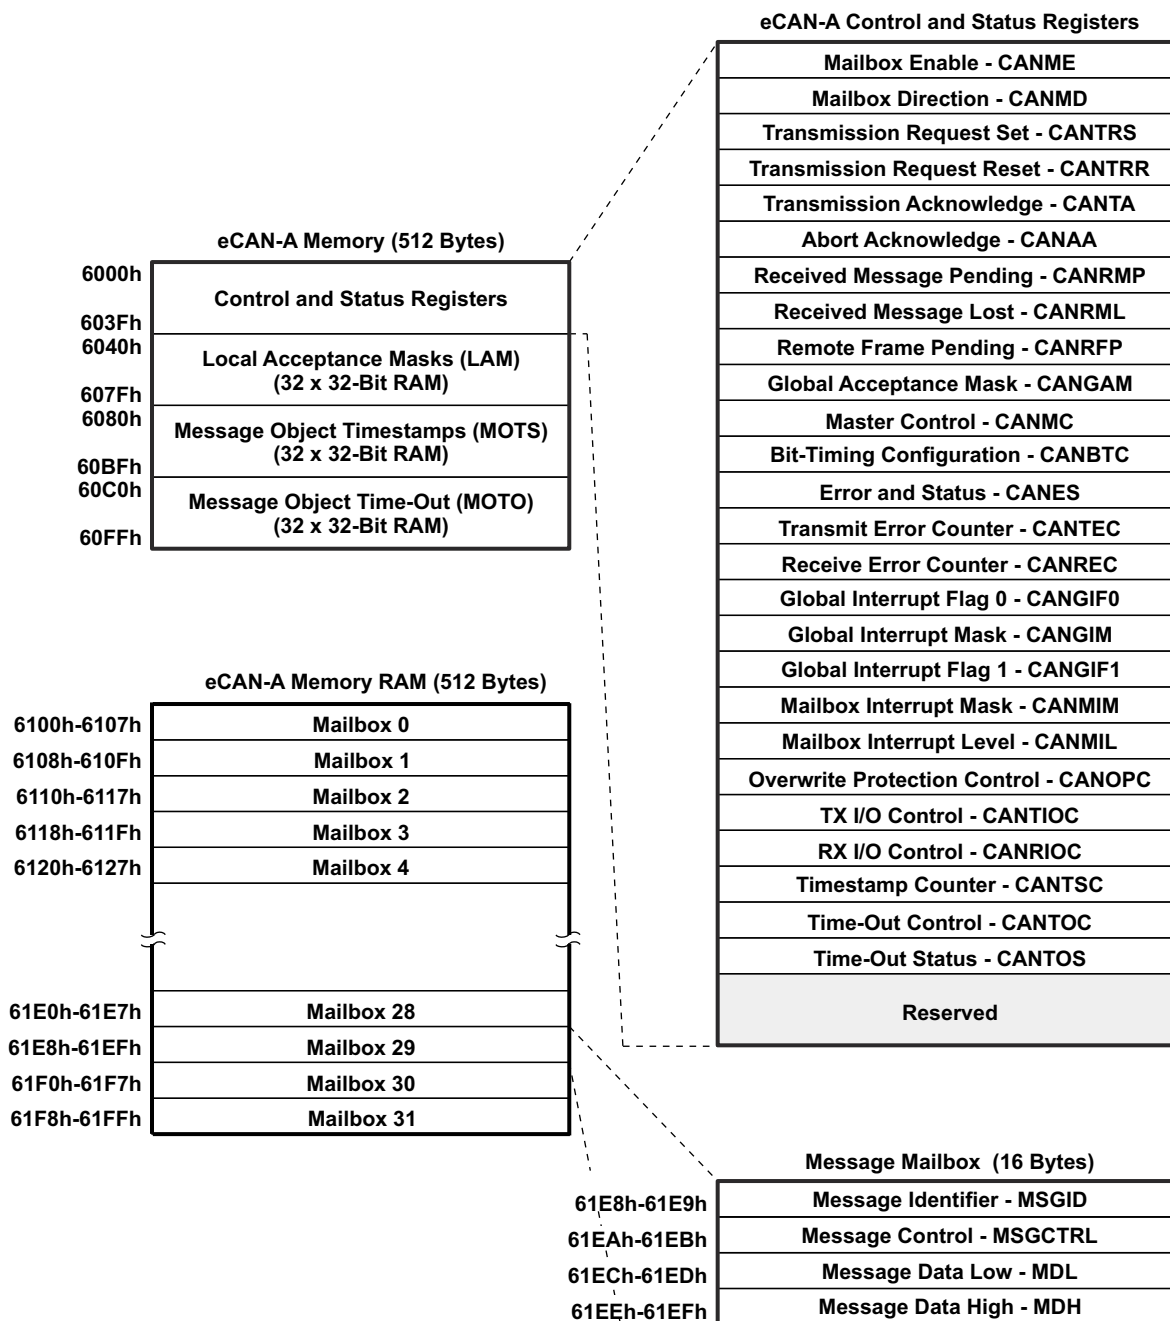 eCAN-A Control and Status Registers
Mailbox Enable - CANME
Mailbox Direction - CANMD
Transmission Request Set - CANTRS
Transmission Request Reset - CANTRR
Transmission Acknowledge - CANTA
Abort Acknowledge - CANAA
Received Message Pending - CANRMP
Received Message Lost - CANRML
Remote Frame Pending - CANRFP
Global Acceptance Mask - CANGAM
Master Control - CANMC
Bit-Timing Configuration - CANBTC
Error and Status - CANES
Transmit Error Counter - CANTEC
Receive Error Counter - CANREC
Global Interrupt Flag 0 - CANGIF0
Global Interrupt Mask - CANGIM
Global Interrupt Flag 1 - CANGIF1
Mailbox Interrupt Mask - CANMIM
Mailbox Interrupt Level - CANMIL
Overwrite Protection Control - CANOPC
TX I/O Control - CANTIOC
RX I/O Control - CANRIOC
Timestamp Counter - CANTSC
Time-Out Control - CANTOC
Time-Out Status - CANTOS
Reserved
eCAN-A Memory (512 Bytes)
6000h
Control and Status Registers
603Fh
6040h
Local Acceptance Masks (LAM)
(32 x 32-Bit RAM)
607Fh
6080h
Message Object Timestamps (MOTS)
(32 x 32-Bit RAM)
60BFh
60C0h
Message Object Time-Out (MOTO)
(32 x 32-Bit RAM)
60FFh
eCAN-A Memory RAM (512 Bytes)
6100h-6107h Mailbox 0
6108h-610Fh Mailbox 1
6110h-6117h Mailbox 2
6118h-611Fh Mailbox 3
6120h-6127h Mailbox 4
61E0h-61E7h Mailbox 28
61E8h-61EFh Mailbox 29
61F0h-61F7h Mailbox 30
61F8h-61FFh Mailbox 31
Message Mailbox (16 Bytes)
61E8h-61E9h Message Identifier - MSGID
61EAh-61EBh Message Control - MSGCTRL
61ECh-61EDh Message Data Low - MDL
61EEh-61EFh Message Data High - MDH